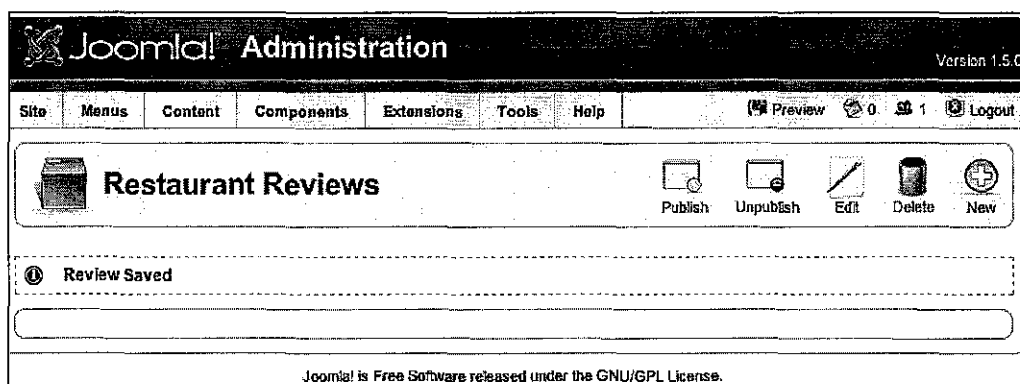 Joomla! Administration
Version 1.5.0
Site Menus Content Components Extensions Tools Help Preview 0 1 Logout
Restaurant Reviews
Publish Unpublish Edit Delete New
Review Saved
Joomla! is Free Software released under the GNU/GPL License.